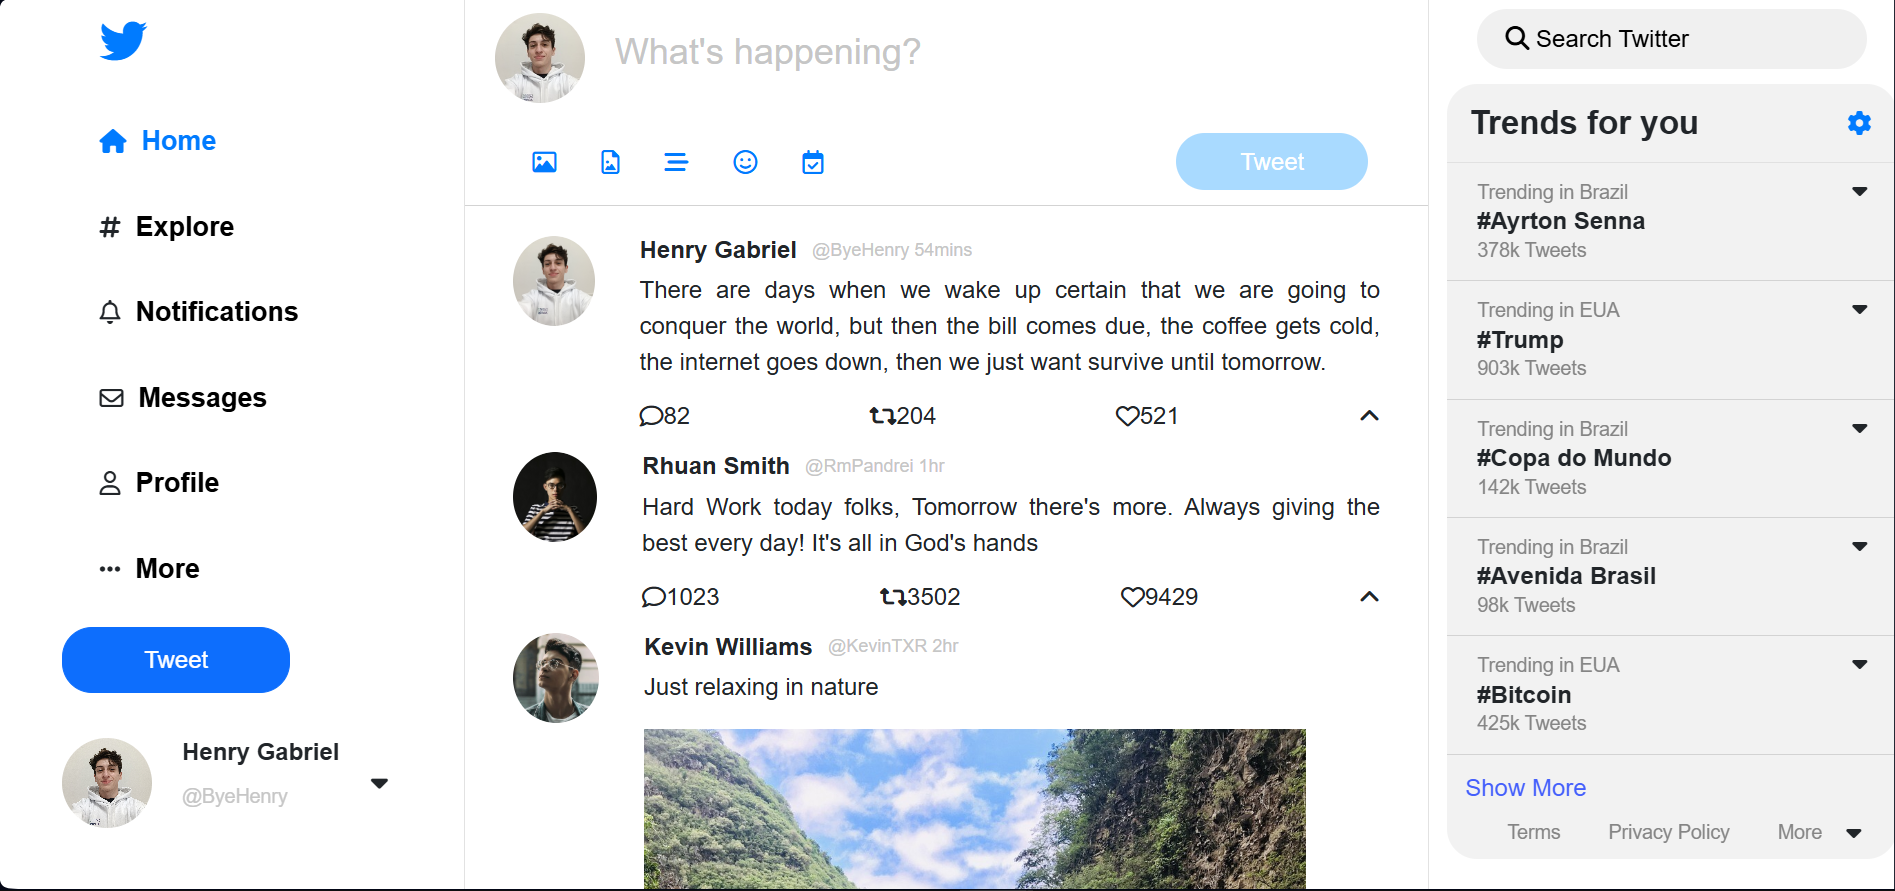 Home
Explore
Notifications
Messages
Profile
More
Tweet
Henry Gabriel
@ByeHenry
What's happening?
Tweet
Henry Gabriel @ByeHenry 54mins
There are days when we wake up certain that we are going to
conquer the world, but then the bill comes due, the coffee gets cold,
the internet goes down, then we just want survive until tomorrow.
82 204 521
Rhuan Smith @RmPandrei 1hr
Hard Work today folks, Tomorrow there's more. Always giving the
best every day! It's all in God's hands
1023 3502 9429
Kevin Williams @KevinTXR 2hr
Just relaxing in nature
Search Twitter
Trends for you
Trending in Brazil
#Ayrton Senna
378k Tweets
Trending in EUA
#Trump
903k Tweets
Trending in Brazil
#Copa do Mundo
142k Tweets
Trending in Brazil
#Avenida Brasil
98k Tweets
Trending in EUA
#Bitcoin
425k Tweets
Show More
Terms Privacy Policy More